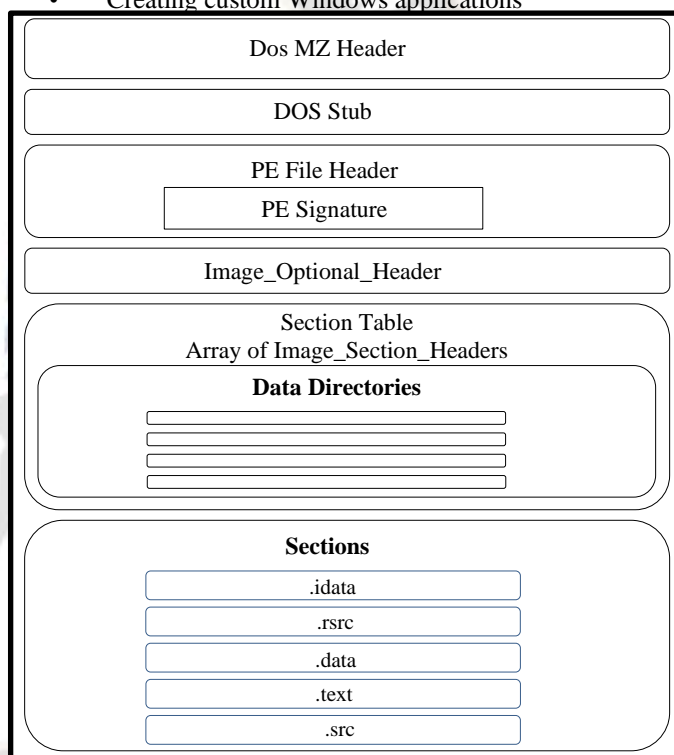 • Creating custom Windows applications
Dos MZ Header
DOS Stub
PE File Header
PE Signature
Image_Optional_Header
Section Table
Array of Image_Section_Headers
Data Directories
Sections
.idata
.rsrc
.data
.text
.src